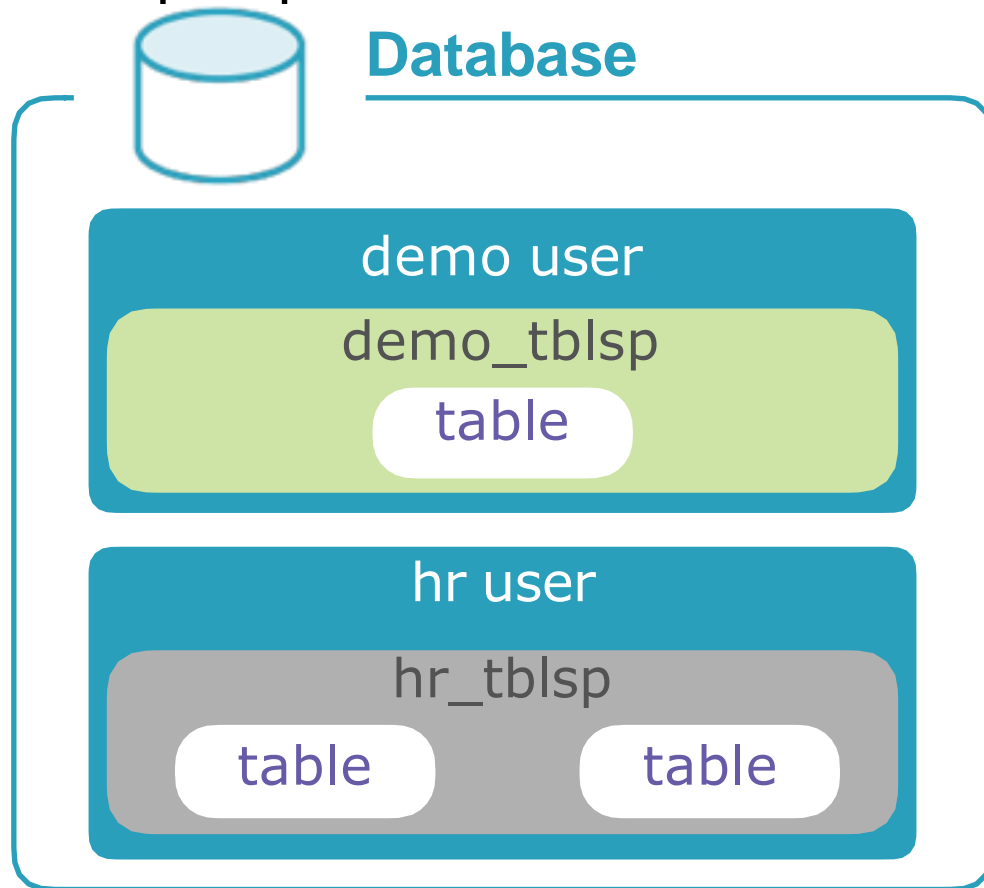 Database
demo user
demo_tblsp
table
hr user
hr_tblsp
table table